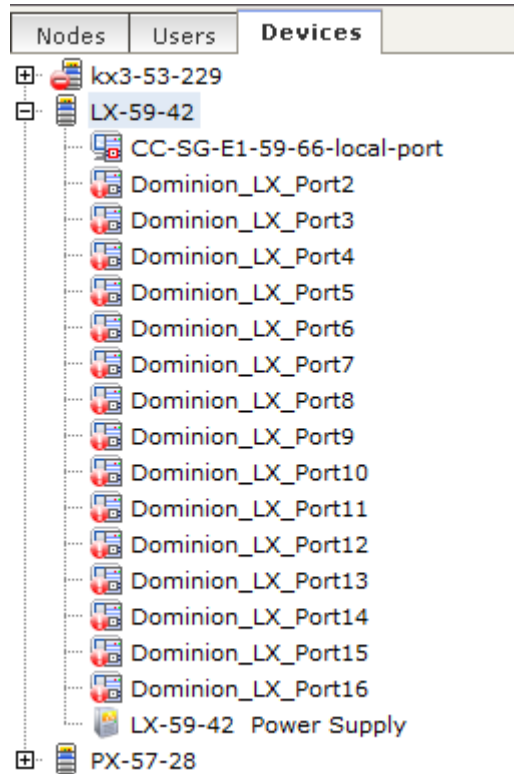 Nodes Users Devices
kx3-53-229
LX-59-42
CC-SG-E1-59-66-local-port
Dominion_LX_Port2
Dominion_LX_Port3
Dominion_LX_Port4
Dominion_LX_Port5
Dominion_LX_Port6
Dominion_LX_Port7
Dominion_LX_Port8
Dominion_LX_Port9
Dominion_LX_Port10
Dominion_LX_Port11
Dominion_LX_Port12
Dominion_LX_Port13
Dominion_LX_Port14
Dominion_LX_Port15
Dominion_LX_Port16
LX-59-42 Power Supply
PX-57-28